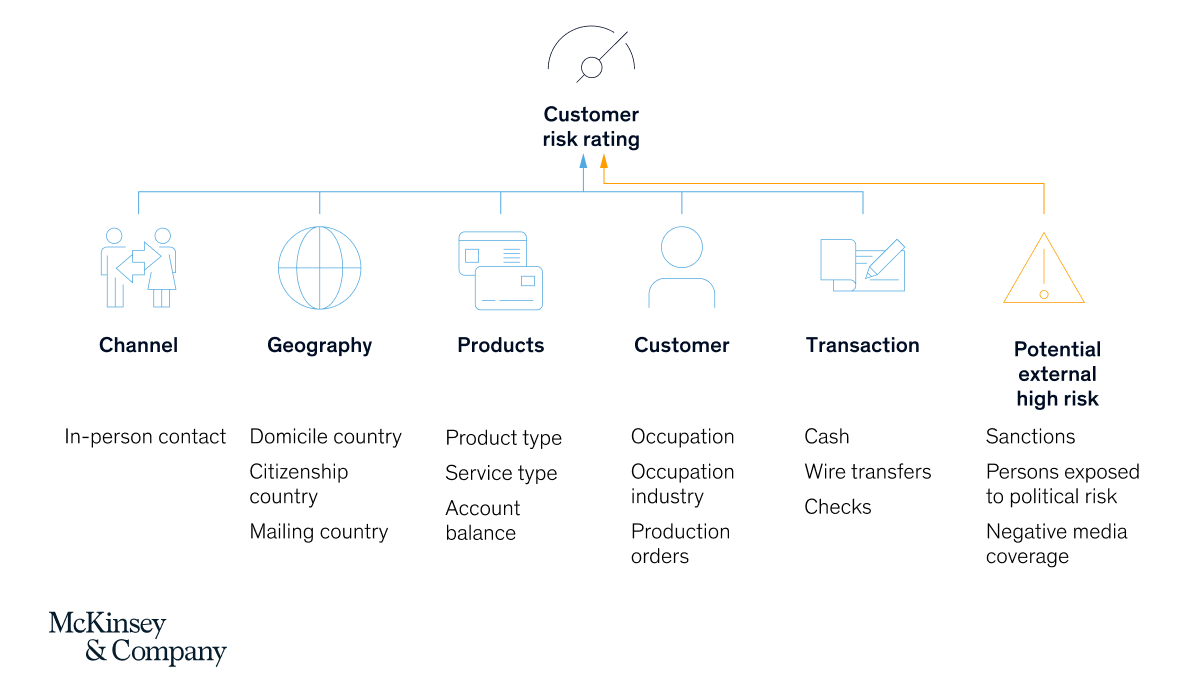 Customer
risk rating
Channel
In-person contact
Geography
Domicile country
Citizenship
country
Mailing country
Products
Product type
Service type
Account
balance
Customer
Occupation
Occupation
industry
Production
orders
Transaction
Cash
Wire transfers
Checks
Potential
external
high risk
Sanctions
Persons exposed
to political risk
Negative media
coverage
McKinsey
& Company